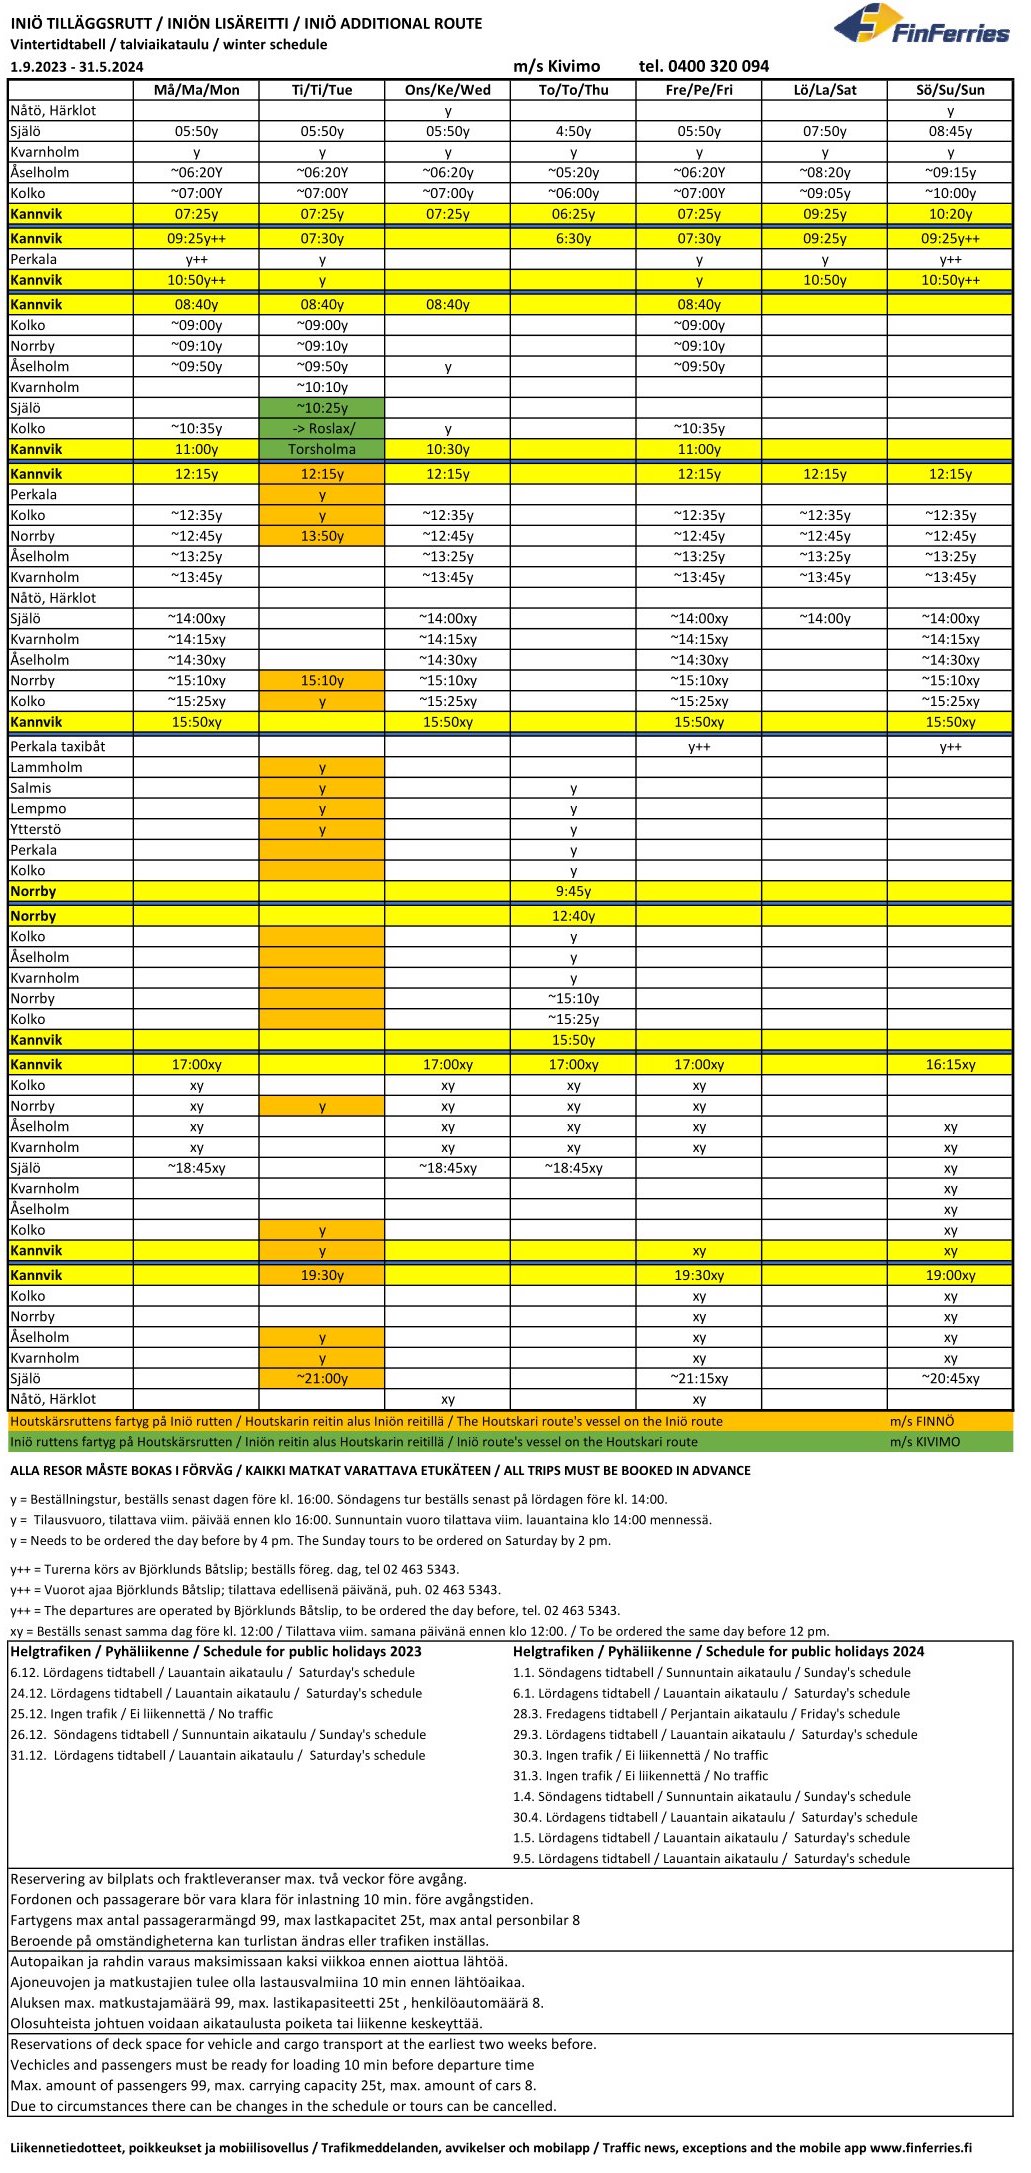 INIÖ TILLÄGGSRUTT / INIÖN LISÄREITTI / INIÖ ADDITIONAL ROUTE
FinFerries
Vintertidtabell / talviaikataulu / winter schedule
1.9.2023 - 31.5.2024 m/s Kivimo tel. 0400 320 094
Må/Ma/Mon Ti/Ti/Tue Ons/Ke/Wed To/To/Thu Fre/Pe/Fri Lö/La/Sat Sö/Su/Sun
Nåtö, Härklot y y
Själö 05:50y 05:50y 05:50y 4:50y 05:50y 07:50y 08:45y
Kvarnholm y y y y y y y
Åselholm ~06:20Y ~06:20Y ~06:20y ~05:20y ~06:20Y ~08:20y ~09:15y
Kolko ~07:00Y ~07:00Y ~07:00y ~06:00y ~07:00Y ~09:05y ~10:00y
Kannvik 07:25y 07:25y 07:25y 06:25y 07:25y 09:25y 10:20y
Kannvik 09:25y++ 07:30y 6:30y 07:30y 09:25y 09:25y++
Perkala y++ y y y y++
Kannvik 10:50y++ y y 10:50y 10:50y++
Kannvik 08:40y 08:40y 08:40y 08:40y
Kolko ~09:00y ~09:00y ~09:00y
Norrby ~09:10y ~09:10y ~09:10y
Åselholm ~09:50y ~09:50y y ~09:50y
Kvarnholm ~10:10y
Själö ~10:25y
Kolko ~10:35y -> Roslax/ y ~10:35y
Kannvik 11:00y Torsholma 10:30y 11:00y
Kannvik 12:15y 12:15y 12:15y 12:15y 12:15y 12:15y
Perkala y
Kolko ~12:35y y ~12:35y ~12:35y ~12:35y ~12:35y
Norrby ~12:45y 13:50y ~12:45y ~12:45y ~12:45y ~12:45y
Åselholm ~13:25y ~13:25y ~13:25y ~13:25y ~13:25y
Kvarnholm ~13:45y ~13:45y ~13:45y ~13:45y ~13:45y
Nåtö, Härklot
Själö ~14:00xy ~14:00xy ~14:00xy ~14:00y ~14:00xy
Kvarnholm ~14:15xy ~14:15xy ~14:15xy ~14:15xy
Åselholm ~14:30xy ~14:30xy ~14:30xy ~14:30xy
Norrby ~15:10xy 15:10y ~15:10xy ~15:10xy ~15:10xy
Kolko ~15:25xy y ~15:25xy ~15:25xy ~15:25xy
Kannvik 15:50xy 15:50xy 15:50xy 15:50xy
Perkala taxibåt y++ y++
Lammholm y
Salmis y y
Lempmo y y
Ytterstö y y
Perkala y
Kolko y
Norrby 9:45y
Norrby 12:40y
Kolko y
Åselholm y
Kvarnholm y
Norrby ~15:10y
Kolko ~15:25y
Kannvik 15:50y
Kannvik 17:00xy 17:00xy 17:00xy 17:00xy 16:15xy
Kolko xy xy xy xy
Norrby xy y xy xy xy
Åselholm xy xy xy xy xy
Kvarnholm xy xy xy xy xy
Själö ~18:45xy ~18:45xy ~18:45xy xy
Kvarnholm xy
Åselholm xy
Kolko y xy
Kannvik y xy xy
Kannvik 19:30y 19:30xy 19:00xy
Kolko xy xy
Norrby xy xy
Åselholm y xy xy
Kvarnholm y xy xy
Själö ~21:00y ~21:15xy ~20:45xy
Nåtö, Härklot xy xy
Houtskärsruttens fartyg på Iniö rutten / Houtskarin reitin alus Iniön reitillä / The Houtskari route's vessel on the Iniö route m/s FINNÖ
Iniö ruttens fartyg på Houtskärsrutten / Iniön reitin alus Houtskarin reitillä / Iniö route's vessel on the Houtskari route m/s KIVIMO
ALLA RESOR MÅSTE BOKAS I FÖRVÄG / KAIKKI MATKAT VARATTAVA ETUKÄTEEN / ALL TRIPS MUST BE BOOKED IN ADVANCE
y = Beställningstur, beställs senast dagen före kl. 16:00. Söndagens tur beställs senast på lördagen före kl. 14:00.
y = Tilausvuoro, tilattava viim. päivää ennen klo 16:00. Sunnuntain vuoro tilattava viim. lauantaina klo 14:00 mennessä.
y = Needs to be ordered the day before by 4 pm. The Sunday tours to be ordered on Saturday by 2 pm.
y++ = Turerna körs av Björklunds Båtslip; beställs föreg. dag, tel 02 463 5343.
y++ = Vuorot ajaa Björklunds Båtslip; tilattava edellisenä päivänä, puh. 02 463 5343.
y++ = The departures are operated by Björklunds Båtslip, to be ordered the day before, tel. 02 463 5343.
xy = Beställs senast samma dag före kl. 12:00 / Tilattava viim. samana päivänä ennen klo 12:00. / To be ordered the same day before 12 pm.
Helgtrafiken / Pyhäliikenne / Schedule for public holidays 2023
6.12. Lördagens tidtabell / Lauantain aikataulu / Saturday's schedule
24.12. Lördagens tidtabell / Lauantain aikataulu / Saturday's schedule
25.12. Ingen trafik / Ei liikennettä / No traffic
26.12. Söndagens tidtabell / Sunnuntain aikataulu / Sunday's schedule
31.12. Lördagens tidtabell / Lauantain aikataulu / Saturday's schedule
Helgtrafiken / Pyhäliikenne / Schedule for public holidays 2024
1.1. Söndagens tidtabell / Sunnuntain aikataulu / Sunday's schedule
6.1. Lördagens tidtabell / Lauantain aikataulu / Saturday's schedule
28.3. Fredagens tidtabell / Perjantain aikataulu / Friday's schedule
29.3. Lördagens tidtabell / Lauantain aikataulu / Saturday's schedule
30.3. Ingen trafik / Ei liikennettä / No traffic
31.3. Ingen trafik / Ei liikennettä / No traffic
1.4. Söndagens tidtabell / Sunnuntain aikataulu / Sunday's schedule
30.4. Lördagens tidtabell / Lauantain aikataulu / Saturday's schedule
1.5. Lördagens tidtabell / Lauantain aikataulu / Saturday's schedule
9.5. Lördagens tidtabell / Lauantain aikataulu / Saturday's schedule
Reservering av bilplats och fraktleveranser max. två veckor före avgång.
Fordonen och passagerare bör vara klara för inlastning 10 min. före avgångstiden.
Fartygens max antal passagerarmängd 99, max lastkapacitet 25t, max antal personbilar 8
Beroende på omständigheterna kan turlistan ändras eller trafiken inställas.
Autopaikan ja rahdin varaus maksimissaan kaksi viikkoa ennen aiottua lähtöä.
Ajoneuvojen ja matkustajien tulee olla lastausvalmiina 10 min ennen lähtöaikaa.
Aluksen max. matkustajamäärä 99, max. lastikapasiteetti 25t , henkilöautomäärä 8.
Olosuhteista johtuen voidaan aikataulusta poiketa tai liikenne keskeyttää.
Reservations of deck space for vehicle and cargo transport at the earliest two weeks before.
Vechicles and passengers must be ready for loading 10 min before departure time
Max. amount of passengers 99, max. carrying capacity 25t, max. amount of cars 8.
Due to circumstances there can be changes in the schedule or tours can be cancelled.
Liikennetiedotteet, poikkeukset ja mobiilisovellus / Trafikmeddelanden, avvikelser och mobilapp / Traffic news, exceptions and the mobile app www.finferries.fi